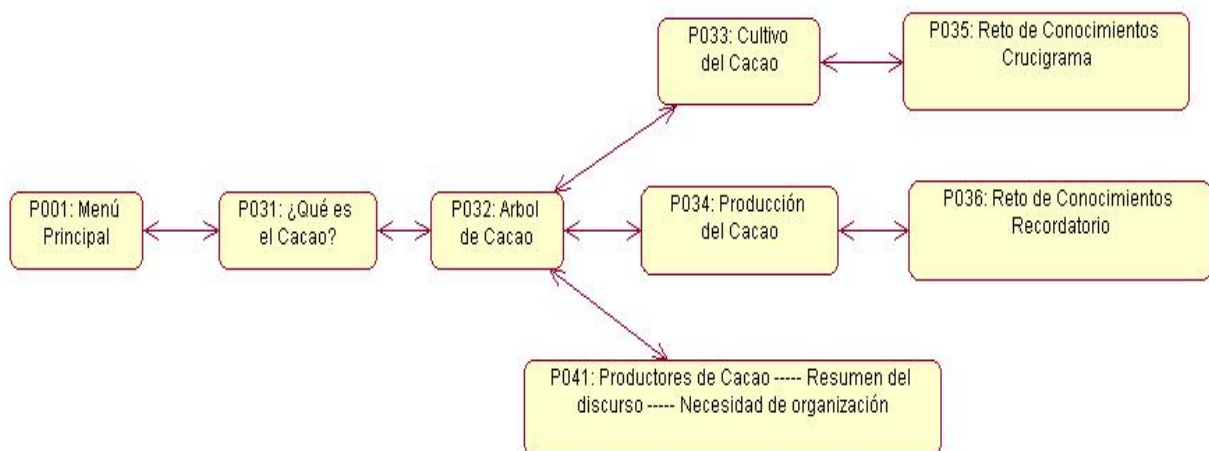 P033: Cultivo
del Cacao
P035: Reto de Conocimientos
Crucigrama
P001: Menú
Principal
P031: ¿Qué es
el Cacao?
P032: Arbol
de Cacao
P034: Producción
del Cacao
P036: Reto de Conocimientos
Recordatorio
P041: Productores de Cacao ----- Resumen del
discurso ----- Necesidad de organización